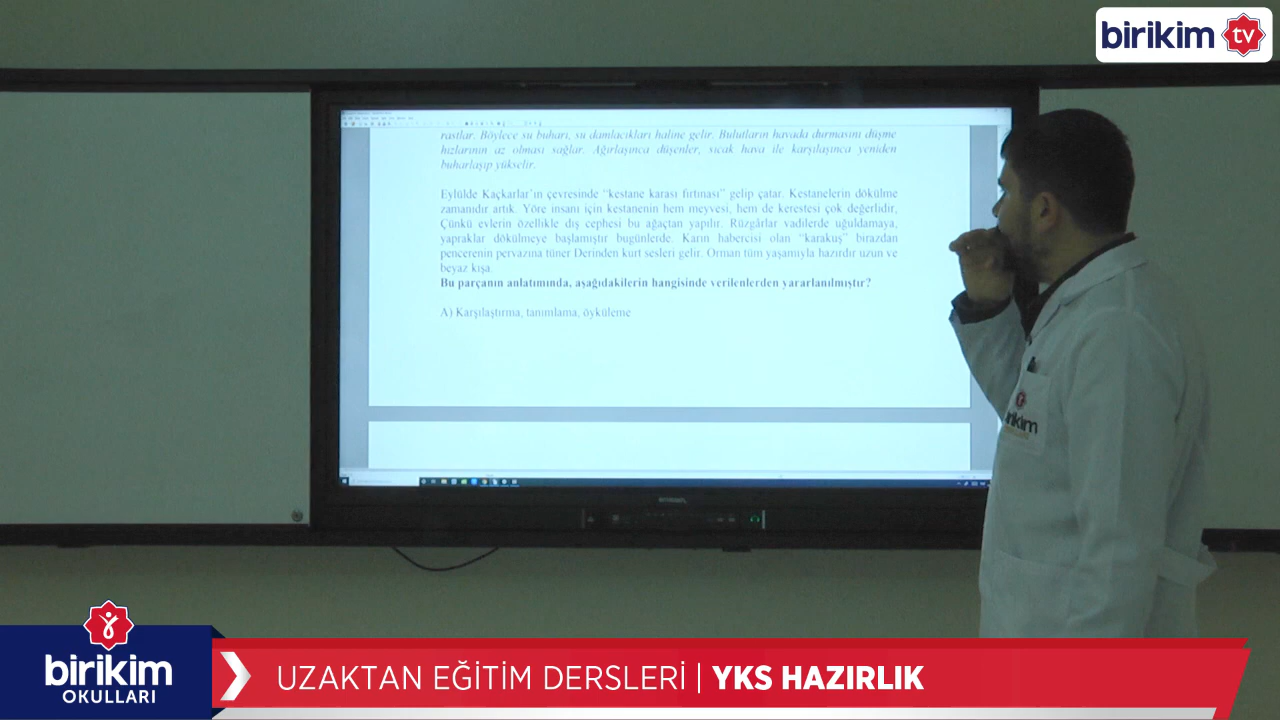 birikim tv
rastlar. Böylece su buharı, su damlacıkları haline gelir. Bulutların havada durmasını düşme
hızlarının az olması sağlar. Ağırlaşınca düşenler, sıcak hava ile karşılaşınca yeniden
buharlaşıp yükselir.
Eylülde Kaçkarlar’ın çevresinde “kestane karası fırtınası” gelip çatar. Kestanelerin dökülme
zamanıdır artık. Yöre insanı için kestanenin hem meyvesi, hem de kerestesi çok değerlidir,
Çünkü evlerin özellikle dış cephesi bu ağaçtan yapılır. Rüzgârlar vadilerde uğuldamaya,
yapraklar dökülmeye başlamıştır bugünlerde. Karın habercisi olan “karakuş” birazdan
pencerenin pervazına tüner Derinden kurt sesleri gelir. Orman tüm yaşamıyla hazırdır uzun ve
beyaz kışa.
Bu parçanın anlatımında, aşağıdakilerin hangisinde verilenlerden yararlanılmıştır?
A) Karşılaştırma, tanımlama, öyküleme
birikim
OKULLARI
UZAKTAN EĞİTİM DERSLERİ | YKS HAZIRLIK